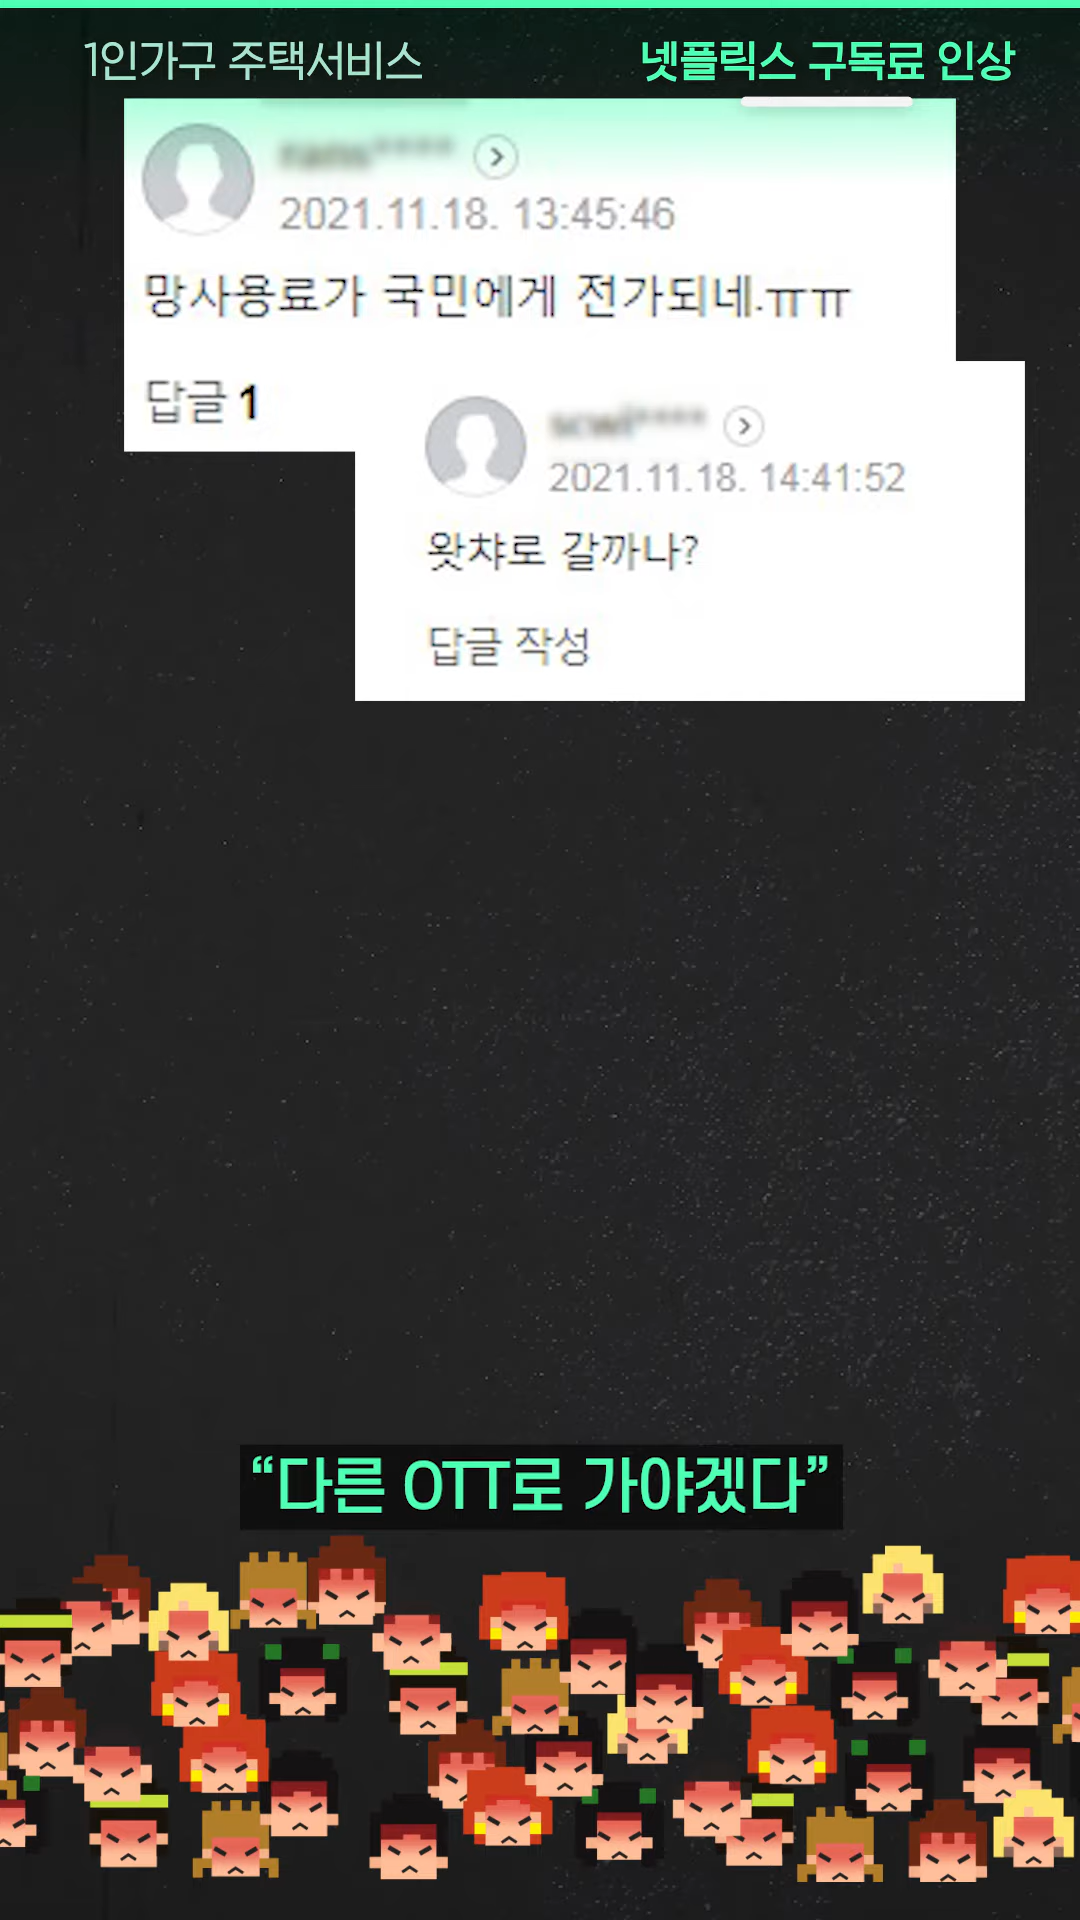 1인가구 주택서비스
넷플릭스 구독료 인상
2021.11.18. 13:45:46
망사용료가 국민에게 전가되네.ㅠㅠ
답글 1
2021.11.18. 14:41:52
왓챠로 갈까나?
답글 작성
“다른 OTT로 가야겠다”